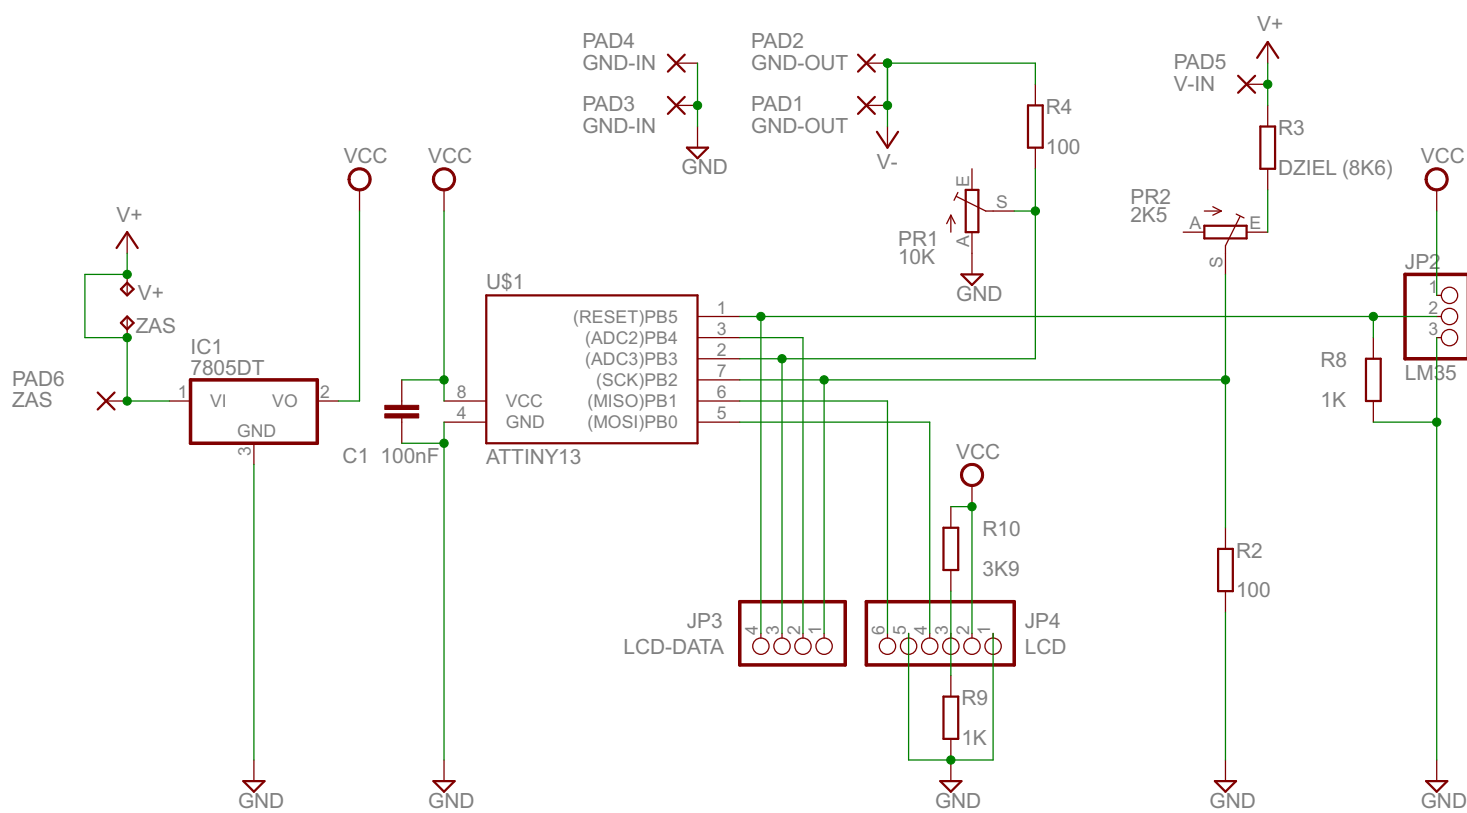 PAD4
GND-IN
PAD3
GND-IN
GND
PAD2
GND-OUT
PAD1
GND-OUT
V-
R4
100
V+
PAD5
V-IN
R3
DZIEL (8K6)
VCC
VCC
VCC
V+
V+
ZAS
PAD6
ZAS
IC1
7805DT
1 VI VO 2
GND
3
GND
C1 100nF
GND
U$1
(RESET)PB5 1
(ADC2)PB4 3
(ADC3)PB3 2
(SCK)PB2 7
8 VCC (MISO)PB1 6
4 GND (MOSI)PB0 5
ATTINY13
E
S
A
PR1
10K
GND
PR2
2K5
A E
S
JP2
1
2
3
LM35
R8
1K
GND
VCC
R10
3K9
JP3
LCD-DATA
4 3 2 1
6 5 4 3 2 1
JP4
LCD
R9
1K
GND
R2
100
GND